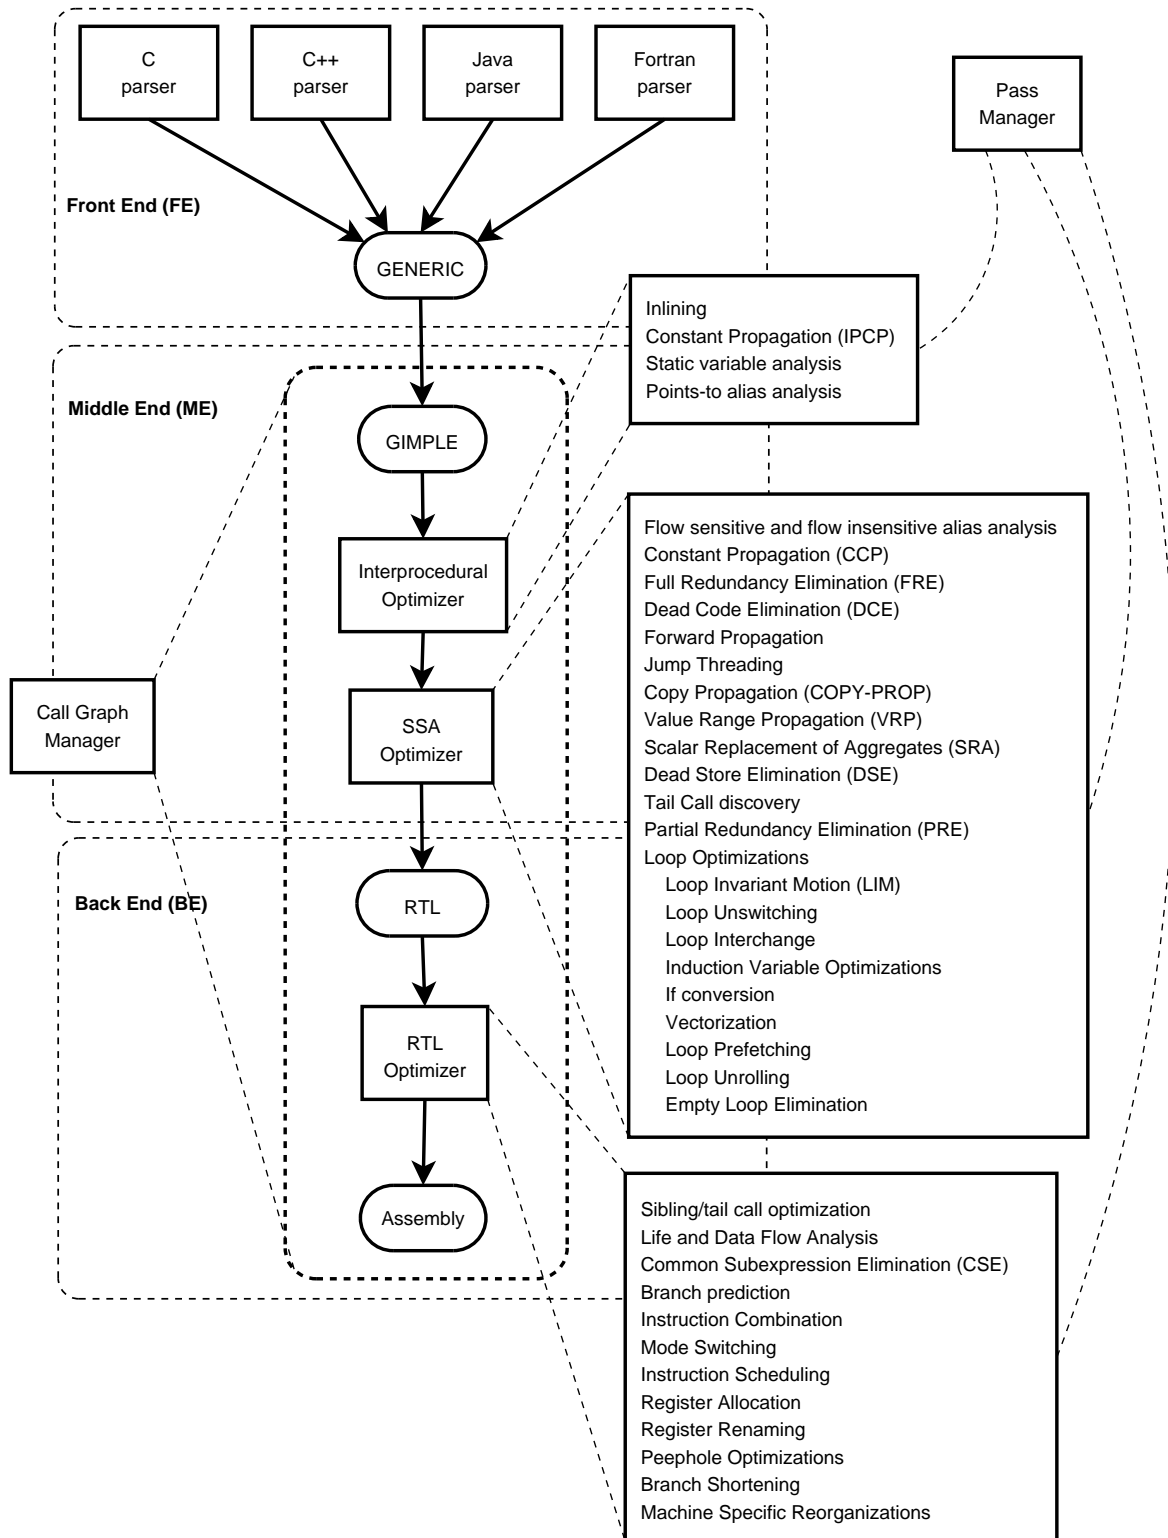 C
parser
C++
parser
Java
parser
Fortran
parser
Pass
Manager
Front End (FE)
GENERIC
Inlining
Constant Propagation (IPCP)
Static variable analysis
Points-to alias analysis
Middle End (ME)
GIMPLE
Interprocedural
Optimizer
Flow sensitive and flow insensitive alias analysis
Constant Propagation (CCP)
Full Redundancy Elimination (FRE)
Dead Code Elimination (DCE)
Forward Propagation
Jump Threading
Copy Propagation (COPY-PROP)
Value Range Propagation (VRP)
Scalar Replacement of Aggregates (SRA)
Dead Store Elimination (DSE)
Tail Call discovery
Partial Redundancy Elimination (PRE)
Loop Optimizations
Loop Invariant Motion (LIM)
Loop Unswitching
Loop Interchange
Induction Variable Optimizations
If conversion
Vectorization
Loop Prefetching
Loop Unrolling
Empty Loop Elimination
Call Graph
Manager
SSA
Optimizer
Back End (BE)
RTL
RTL
Optimizer
Assembly
Sibling/tail call optimization
Life and Data Flow Analysis
Common Subexpression Elimination (CSE)
Branch prediction
Instruction Combination
Mode Switching
Instruction Scheduling
Register Allocation
Register Renaming
Peephole Optimizations
Branch Shortening
Machine Specific Reorganizations